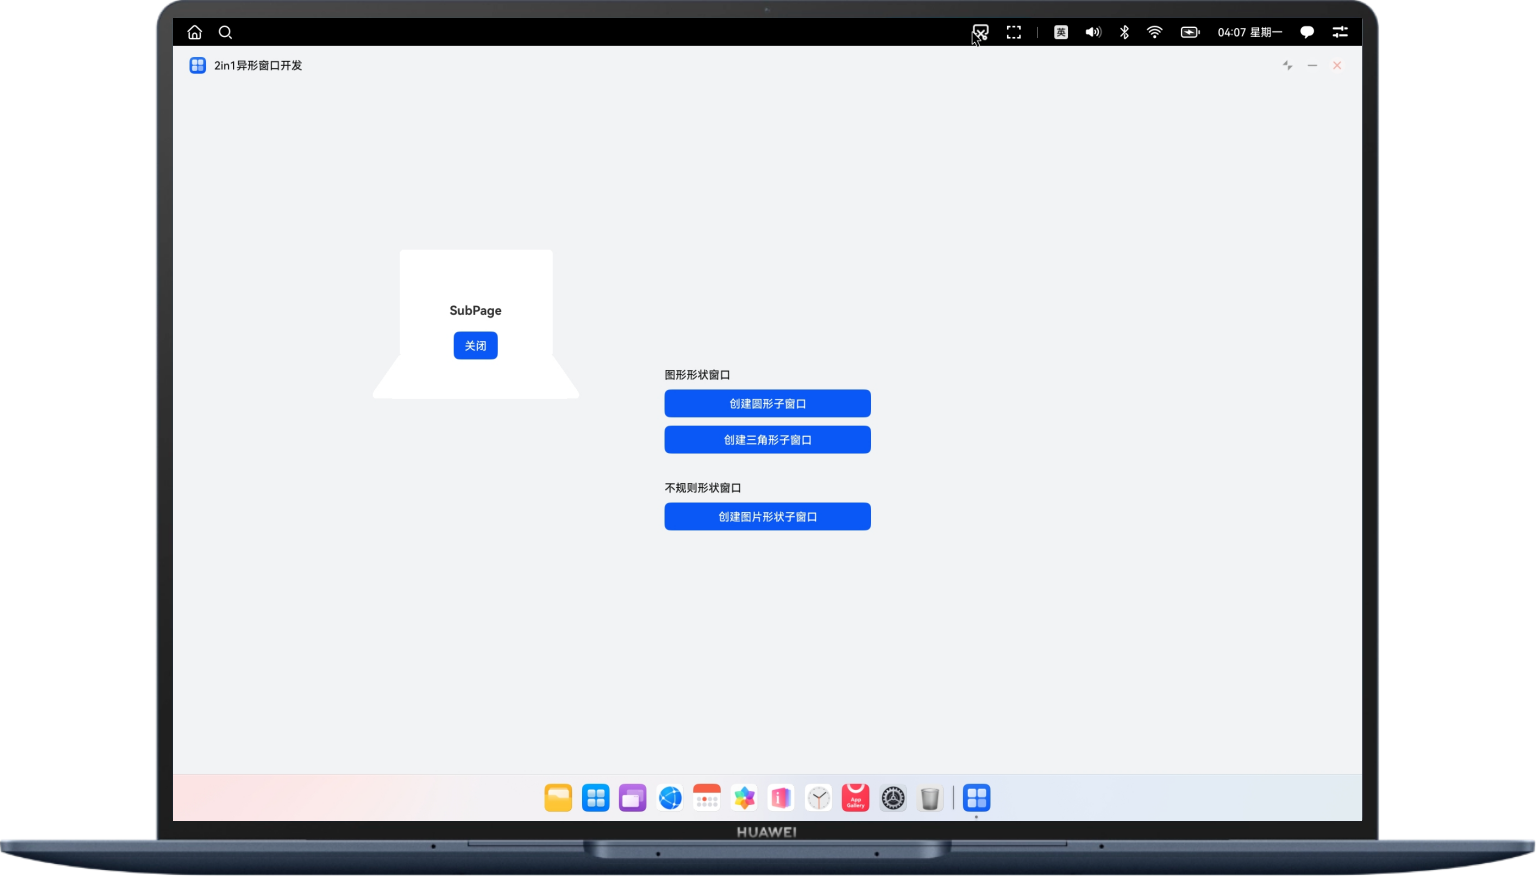 英
04:07 星期一
2in1异形窗口开发
SubPage
关闭
图形形状窗口
创建圆形子窗口
创建三角形子窗口
不规则形状窗口
创建图片形状子窗口
App
Gallery
HUAWEI